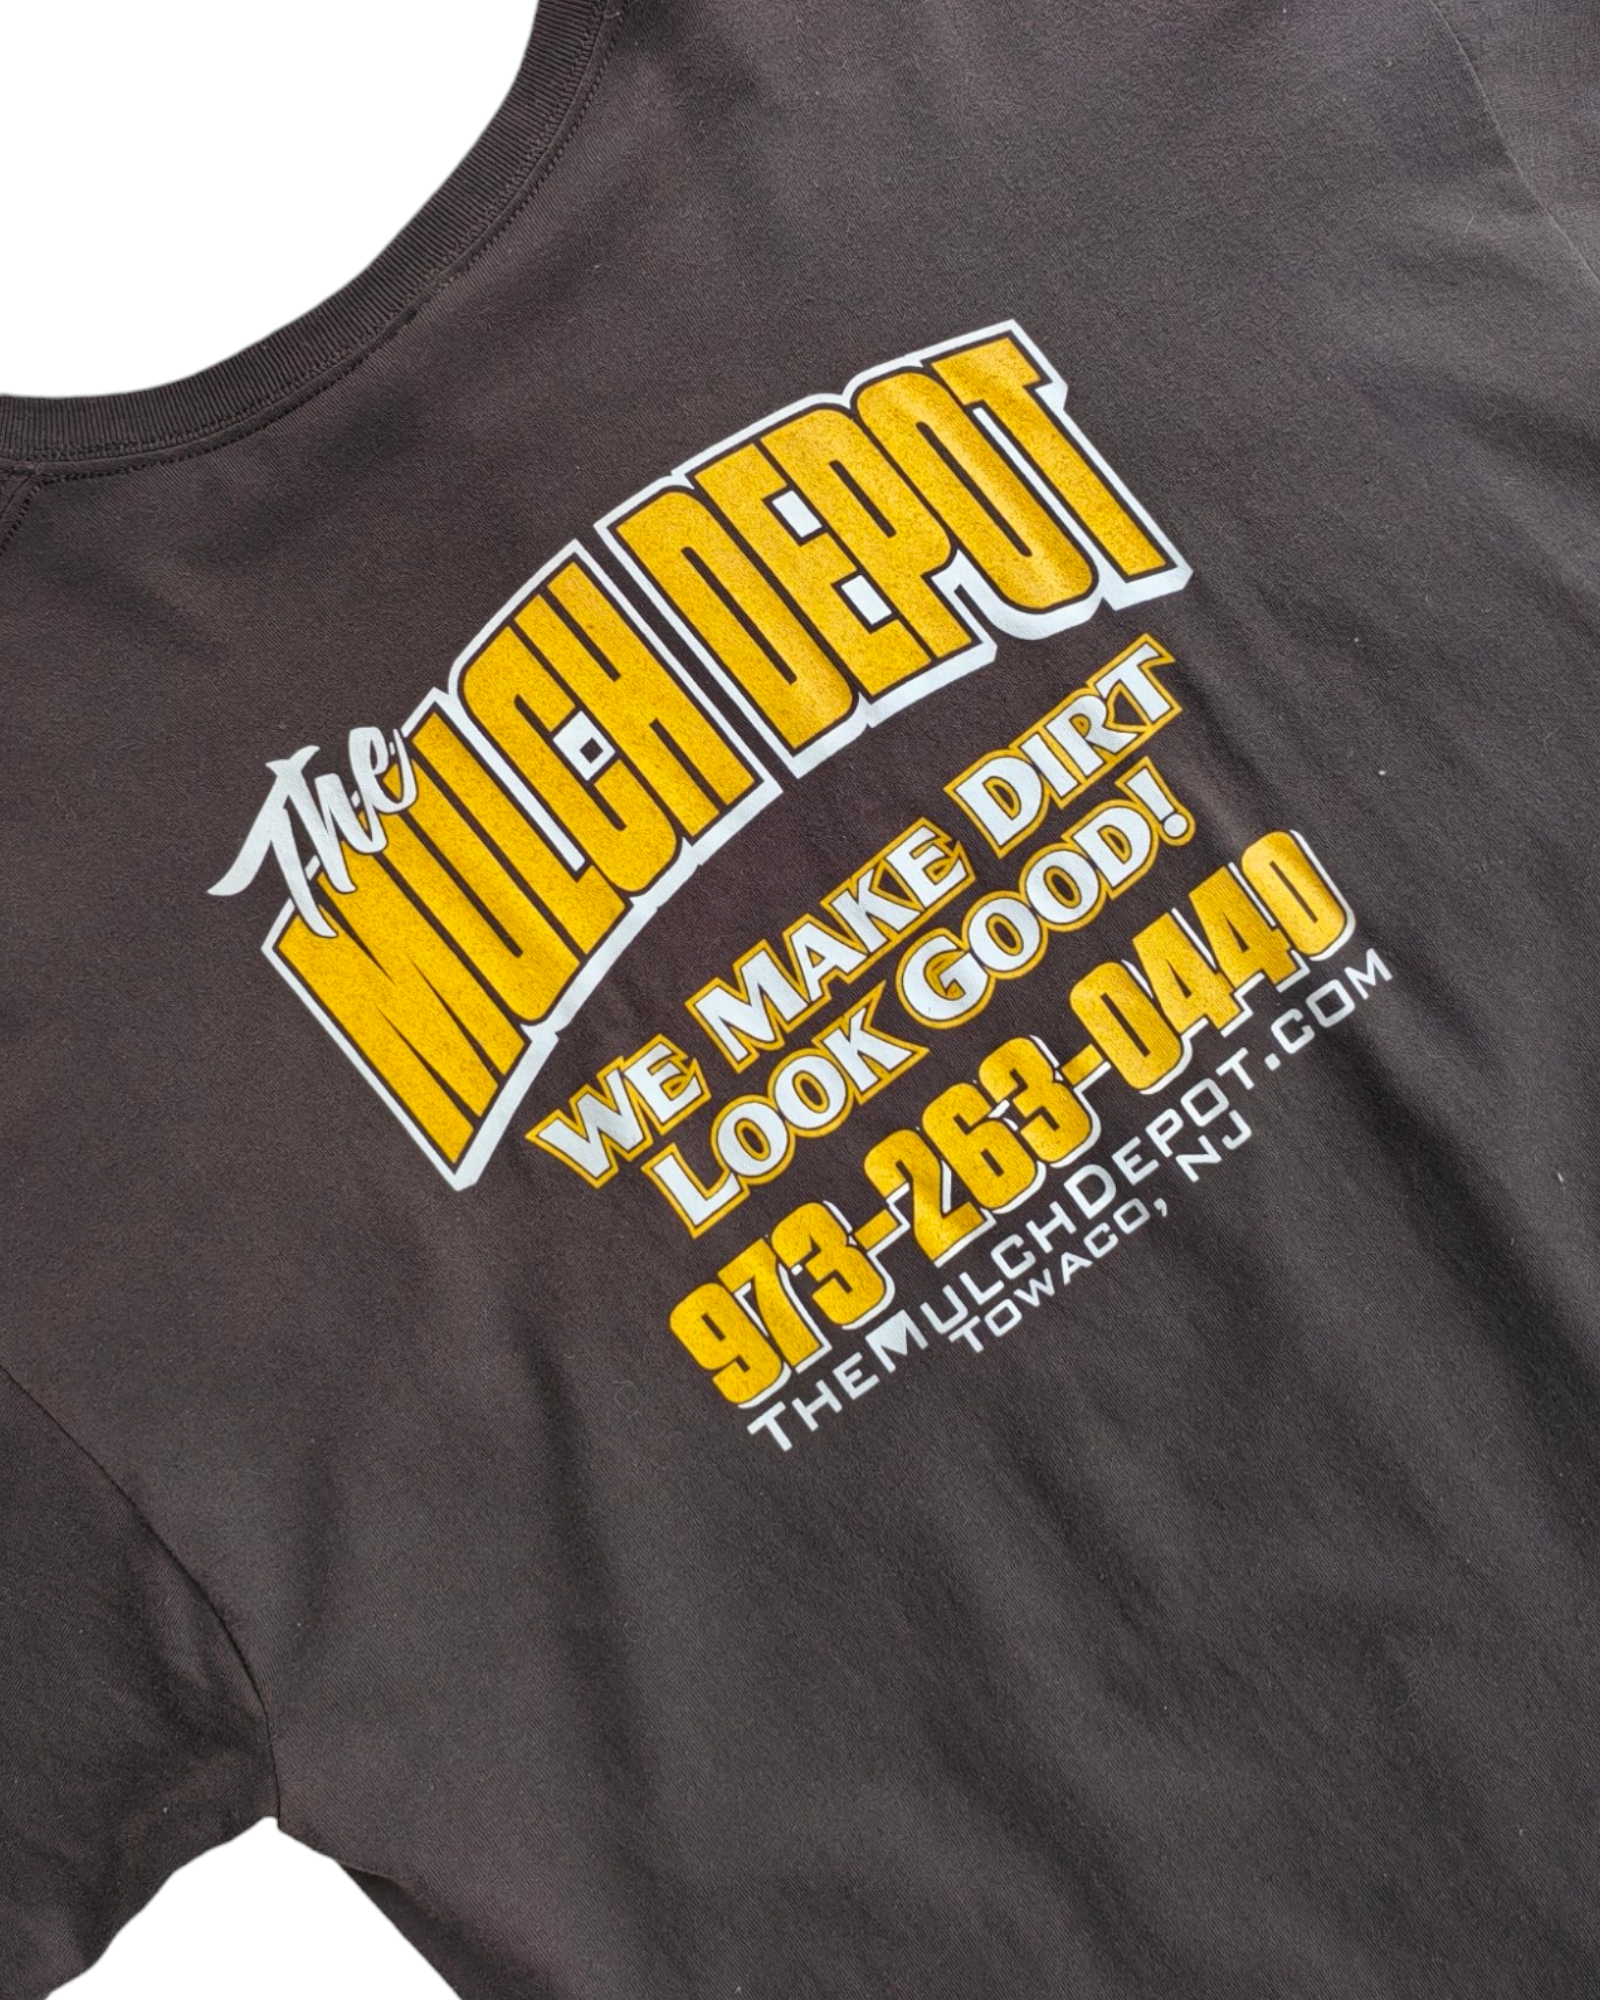 The
MULCH DEPOT
WE MAKE DIRT
LOOK GOOD!
973-263-0440
THEMULCHDEPOT.COM
TOWACO, NJ